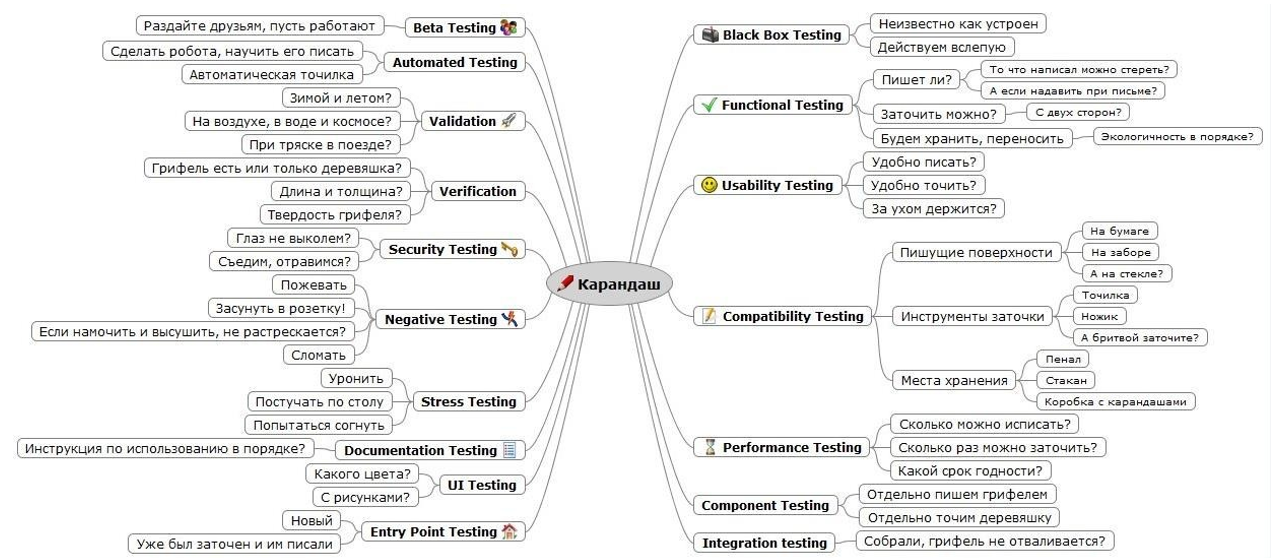 Карандаш
Beta Testing
Раздайте друзьям, пусть работают
Automated Testing
Сделать робота, научить его писать
Автоматическая точилка
Validation
Зимой и летом?
На воздухе, в воде и космосе?
При тряске в поезде?
Verification
Грифель есть или только деревяшка?
Длина и толщина?
Твердость грифеля?
Security Testing
Глаз не выколем?
Съедим, отравимся?
Negative Testing
Пожевать
Засунуть в розетку!
Если намочить и высушить, не растрескается?
Сломать
Stress Testing
Уронить
Постучать по столу
Попытаться согнуть
Documentation Testing
Инструкция по использованию в порядке?
UI Testing
Какого цвета?
С рисунками?
Entry Point Testing
Новый
Уже был заточен и им писали
Black Box Testing
Неизвестно как устроен
Действуем вслепую
Functional Testing
Пишет ли?
То что написал можно стереть?
А если надавить при письме?
Заточить можно?
С двух сторон?
Будем хранить, переносить
Экологичность в порядке?
Usability Testing
Удобно писать?
Удобно точить?
За ухом держится?
Compatibility Testing
Пишущие поверхности
На бумаге
На заборе
А на стекле?
Инструменты заточки
Точилка
Ножик
А бритвой заточите?
Места хранения
Пенал
Стакан
Коробка с карандашами
Performance Testing
Сколько можно исписать?
Сколько раз можно заточить?
Какой срок годности?
Component Testing
Отдельно пишем грифелем
Отдельно точим деревяшку
Integration testing
Собрали, грифель не отваливается?